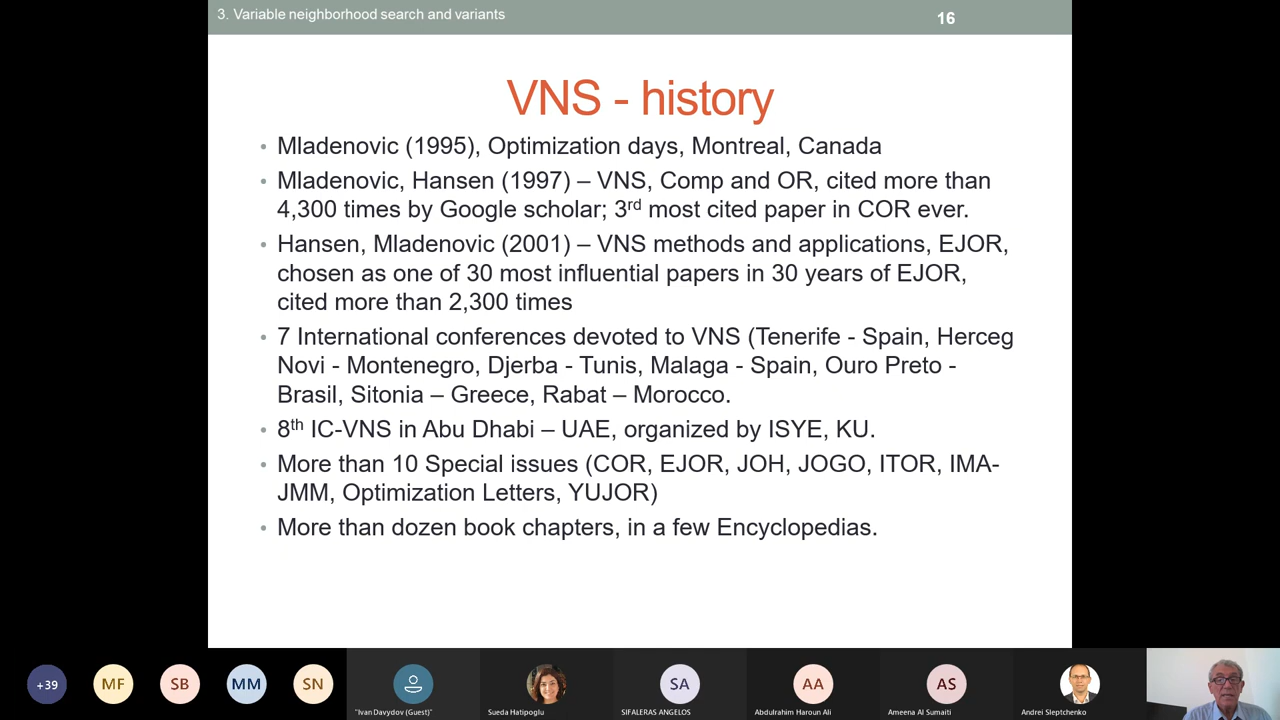 3. Variable neighborhood search and variants
16
VNS - history
• Mladenovic (1995), Optimization days, Montreal, Canada
• Mladenovic, Hansen (1997) – VNS, Comp and OR, cited more than
4,300 times by Google scholar; 3rd most cited paper in COR ever.
• Hansen, Mladenovic (2001) – VNS methods and applications, EJOR,
chosen as one of 30 most influential papers in 30 years of EJOR,
cited more than 2,300 times
• 7 International conferences devoted to VNS (Tenerife - Spain, Herceg
Novi - Montenegro, Djerba - Tunis, Malaga - Spain, Ouro Preto -
Brasil, Sitonia – Greece, Rabat – Morocco.
• 8th IC-VNS in Abu Dhabi – UAE, organized by ISYE, KU.
• More than 10 Special issues (COR, EJOR, JOH, JOGO, ITOR, IMA-
JMM, Optimization Letters, YUJOR)
• More than dozen book chapters, in a few Encyclopedias.
+39
MF
SB
MM
SN
"Ivan Davydov (Guest)"
Sueda Hatipoglu
SA
SIFALERAS ANGELOS
AA
Abdulrahim Haroun Ali
AS
Ameena Al Sumaiti
Andrei Sleptchenko